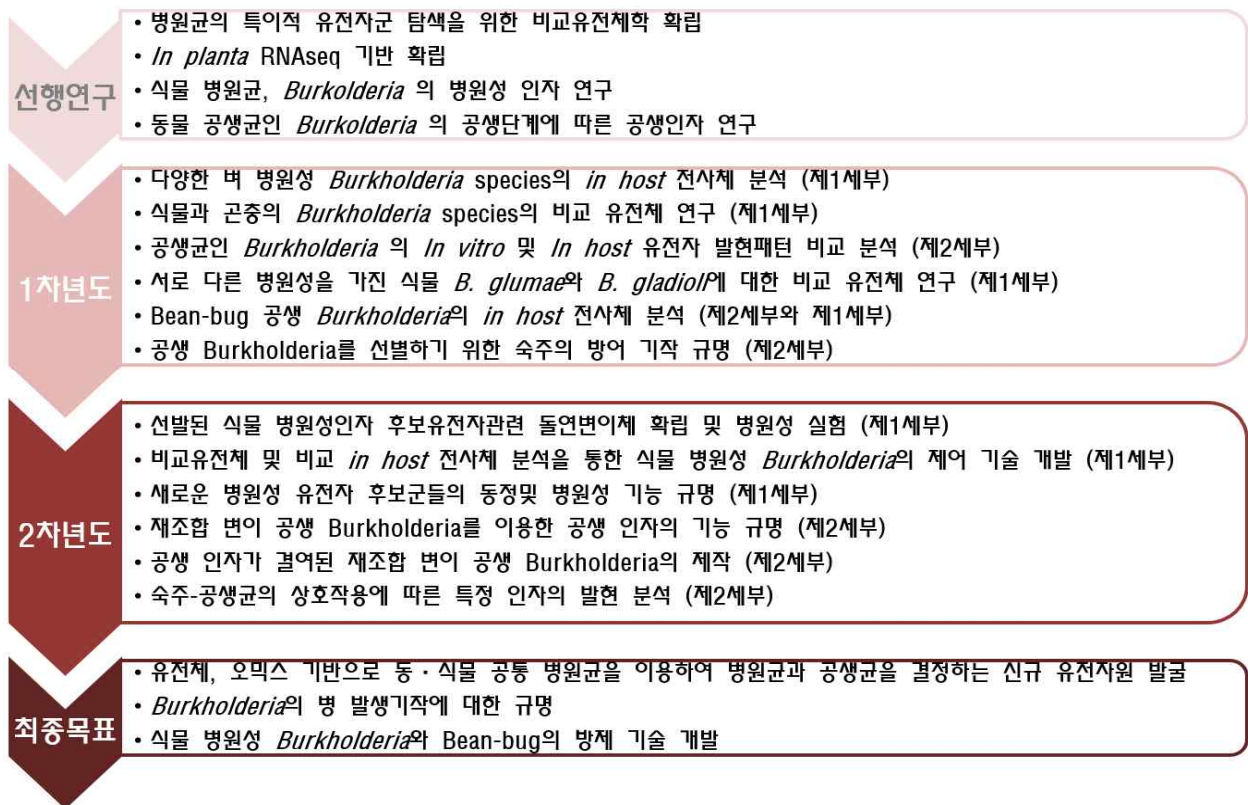 선행연구
• 병원균의 특이적 유전자군 탐색을 위한 비교유전체학 확립
• In planta RNAseq 기반 확립
• 식물 병원균, Burkolderia 의 병원성 인자 연구
• 동물 공생균인 Burkolderia 의 공생단계에 따른 공생인자 연구
1차년도
• 다양한 벼 병원성 Burkholderia species의 in host 전사체 분석 (제1세부)
• 식물과 곤충의 Burkholderia species의 비교 유전체 연구 (제1세부)
• 공생균인 Burkholderia 의 In vitro 및 In host 유전자 발현패턴 비교 분석 (제2세부)
• 서로 다른 병원성을 가진 식물 B. glumae와 B. gladioli에 대한 비교 유전체 연구 (제1세부)
• Bean-bug 공생 Burkholderia의 in host 전사체 분석 (제2세부와 제1세부)
• 공생 Burkholderia를 선별하기 위한 숙주의 방어 기작 규명 (제2세부)
2차년도
• 선발된 식물 병원성인자 후보유전자관련 돌연변이체 확립 및 병원성 실험 (제1세부)
• 비교유전체 및 비교 in host 전사체 분석을 통한 식물 병원성 Burkholderia의 제어 기술 개발 (제1세부)
• 새로운 병원성 유전자 후보군들의 동정및 병원성 기능 규명 (제1세부)
• 재조합 변이 공생 Burkholderia를 이용한 공생 인자의 기능 규명 (제2세부)
• 공생 인자가 결여된 재조합 변이 공생 Burkholderia의 제작 (제2세부)
• 숙주-공생균의 상호작용에 따른 특정 인자의 발현 분석 (제2세부)
최종목표
• 유전체, 오믹스 기반으로 동·식물 공통 병원균을 이용하여 병원균과 공생균을 결정하는 신규 유전자원 발굴
• Burkholderia의 병 발생기작에 대한 규명
• 식물 병원성 Burkholderia와 Bean-bug의 방제 기술 개발